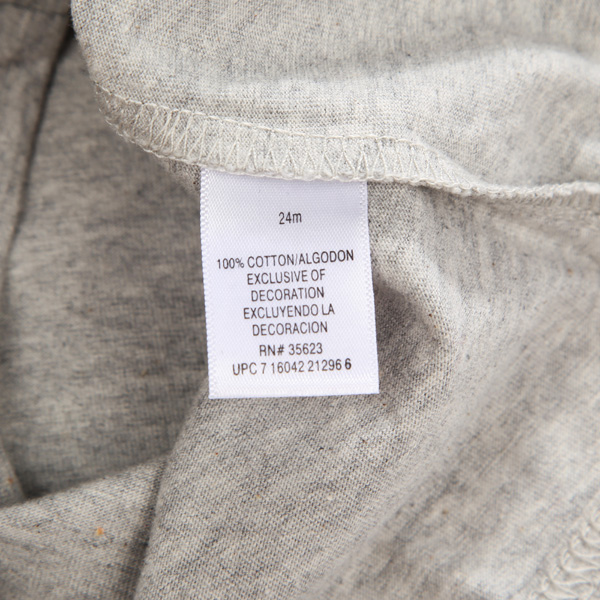 24m
100% COTTON/ALGODON
EXCLUSIVE OF
DECORATION
EXCLUYENDO LA
DECORACION
RN# 35623
UPC 7 16042 21296 6